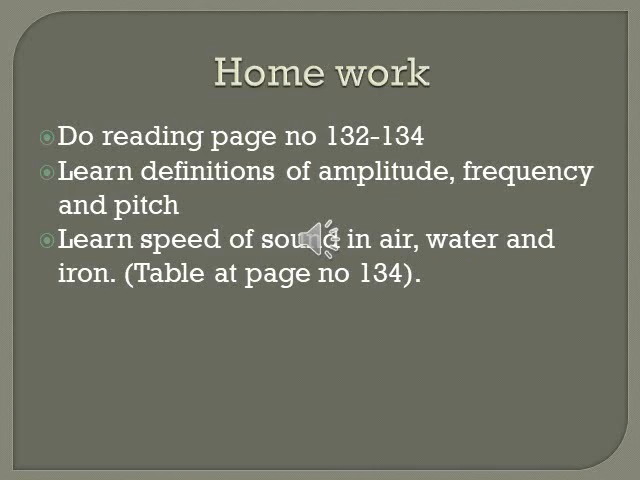 Home work
Do reading page no 132-134
Learn definitions of amplitude, frequency
and pitch
Learn speed of sound in air, water and
iron. (Table at page no 134).